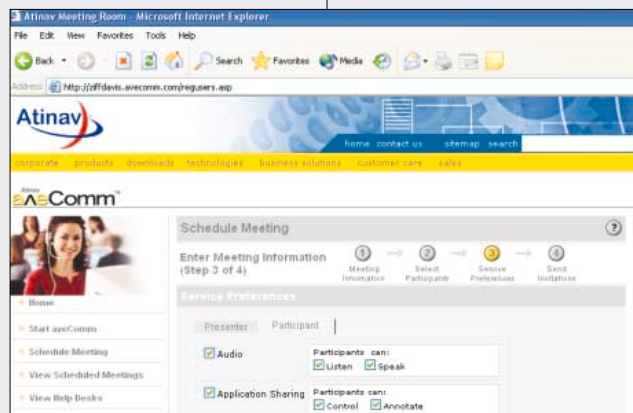 Atinav Meeting Room - Microsoft Internet Explorer
File Edit View Favorites Tools Help
Back Search Favorites Media
Address http://ziffdavis.avecomm.com/regusers.asp
Atinav
home contact us sitemap search
corporate products downloads technologies business solutions customer care sales
Atinav
aveComm™
Schedule Meeting ?
Enter Meeting Information
(Step 3 of 4)
1 2 3 4
Meeting Information Select Participants Service Preferences Send Invitations
Service Preferences
Home
Presenter Participant
Start aveComm
Audio Participants can:
Listen Speak
Schedule Meeting
View Scheduled Meetings
Application Sharing Participants can:
Control Annotate
View Help Desks